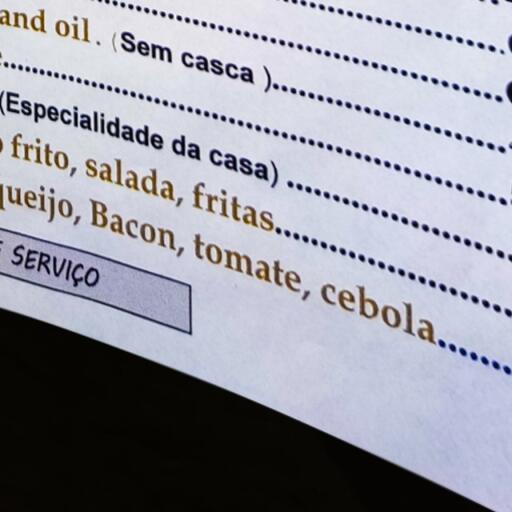 and oil. (Sem casca )
(Especialidade da casa)
frito, salada, fritas
queijo, Bacon, tomate, cebola
SERVIÇO